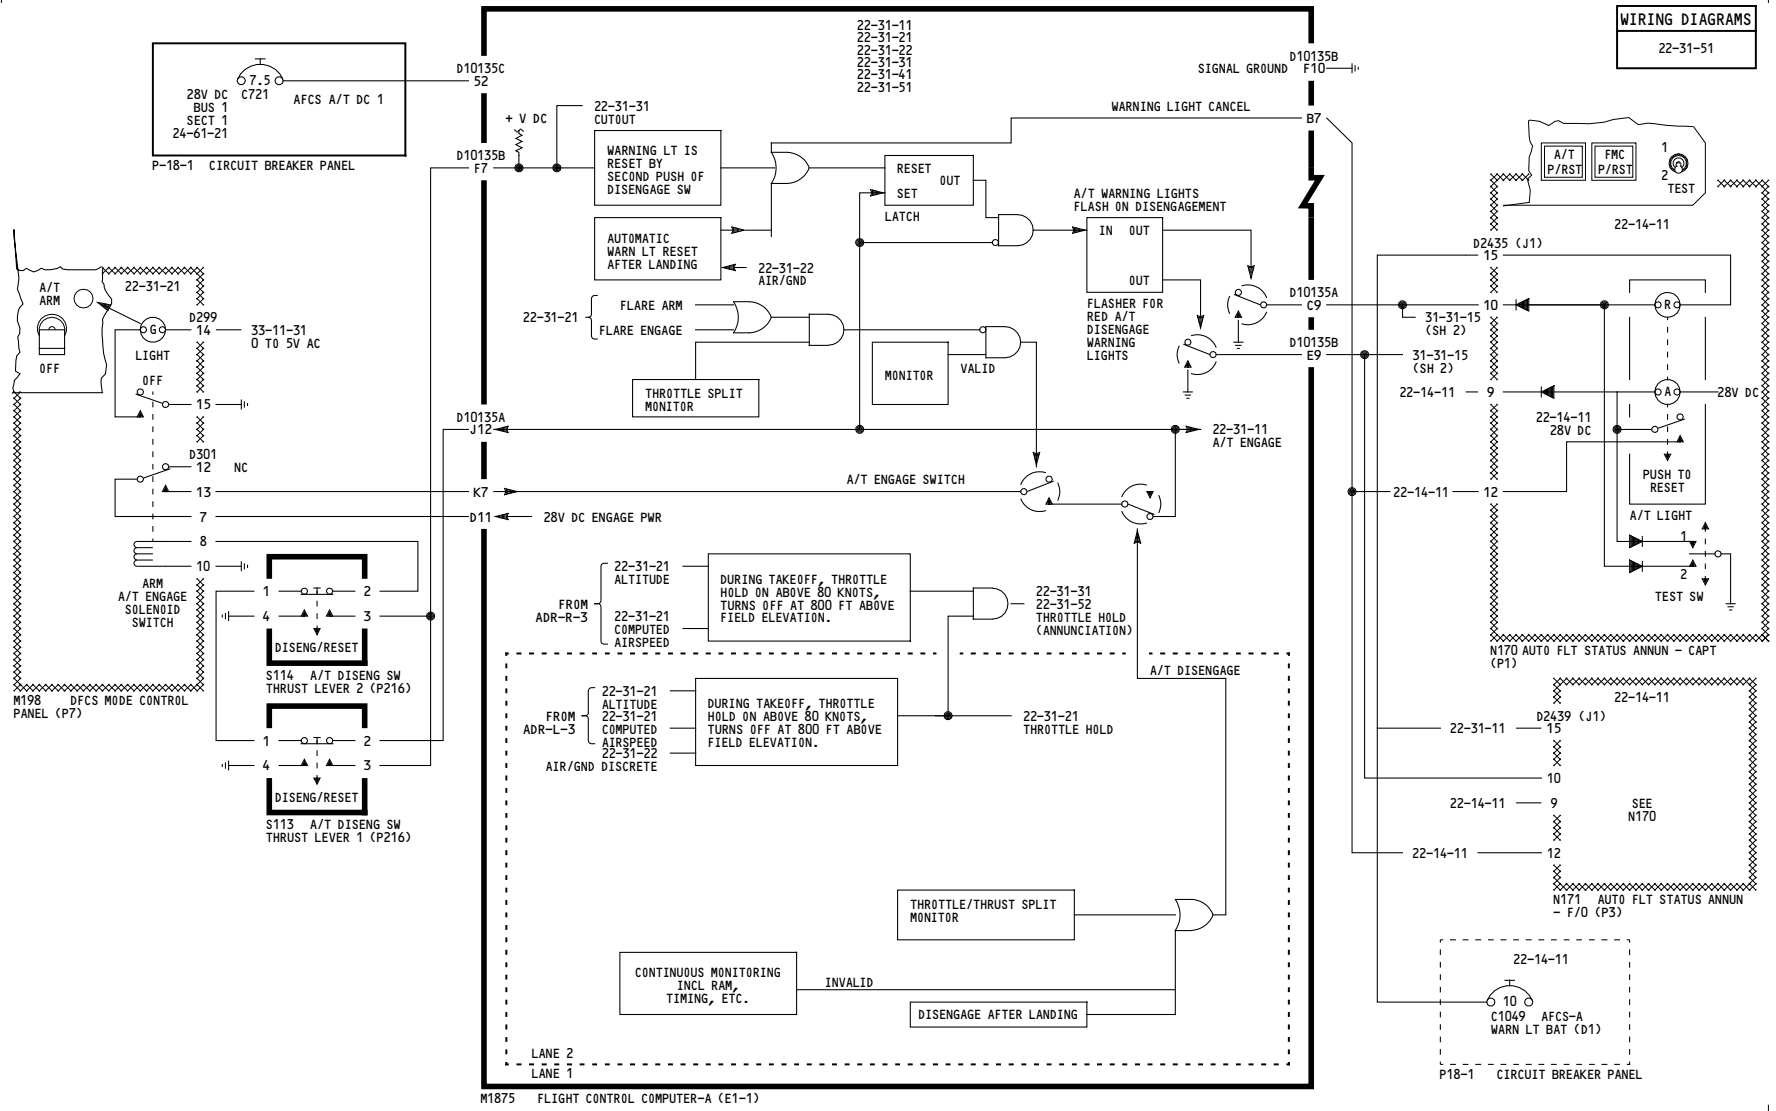 WIRING DIAGRAMS
22-31-51
22-31-11
22-31-21
22-31-22
22-31-31
22-31-41
22-31-51
D10135C
52
7.5
C721
28V DC
BUS 1
SECT 1
24-61-21
AFCS A/T DC 1
P-18-1 CIRCUIT BREAKER PANEL
+ V DC
22-31-31
CUTOUT
D10135B
F7
WARNING LT IS
RESET BY
SECOND PUSH OF
DISENGAGE SW
AUTOMATIC
WARN LT RESET
AFTER LANDING
22-31-22
AIR/GND
RESET
OUT
SET
LATCH
SIGNAL GROUND
D10135B
F10
WARNING LIGHT CANCEL
B7
A/T WARNING LIGHTS
FLASH ON DISENGAGEMENT
IN OUT
OUT
FLASHER FOR
RED A/T
DISENGAGE
WARNING
LIGHTS
D10135A
C9
D10135B
E9
31-31-15
(SH 2)
31-31-15
(SH 2)
22-31-21
FLARE ARM
FLARE ENGAGE
THROTTLE SPLIT
MONITOR
MONITOR
VALID
D10135A
J12
22-31-11
A/T ENGAGE
K7
A/T ENGAGE SWITCH
D11
28V DC ENGAGE PWR
A/T
ARM
OFF
22-31-21
G
D299
14
33-11-31
0 TO 5V AC
LIGHT
OFF
15
D301
12 NC
13
7
8
10
ARM
A/T ENGAGE
SOLENOID
SWITCH
M198 DFCS MODE CONTROL
PANEL (P7)
1 2
4 3
DISENG/RESET
S114 A/T DISENG SW
THRUST LEVER 2 (P216)
1 2
4 3
DISENG/RESET
S113 A/T DISENG SW
THRUST LEVER 1 (P216)
FROM
ADR-R-3
22-31-21
ALTITUDE
22-31-21
COMPUTED
AIRSPEED
DURING TAKEOFF, THROTTLE
HOLD ON ABOVE 80 KNOTS,
TURNS OFF AT 800 FT ABOVE
FIELD ELEVATION.
22-31-31
22-31-52
THROTTLE HOLD
(ANNUNCIATION)
A/T DISENGAGE
FROM
ADR-L-3
22-31-21
ALTITUDE
22-31-21
COMPUTED
AIRSPEED
22-31-22
AIR/GND DISCRETE
DURING TAKEOFF, THROTTLE
HOLD ON ABOVE 80 KNOTS,
TURNS OFF AT 800 FT ABOVE
FIELD ELEVATION.
22-31-21
THROTTLE HOLD
THROTTLE/THRUST SPLIT
MONITOR
CONTINUOUS MONITORING
INCL RAM,
TIMING, ETC.
INVALID
DISENGAGE AFTER LANDING
LANE 2
LANE 1
M1875 FLIGHT CONTROL COMPUTER-A (E1-1)
A/T
P/RST
FMC
P/RST
1
2
TEST
22-14-11
D2435 (J1)
15
10
R
22-14-11
9
A
28V DC
22-14-11
28V DC
22-14-11
12
PUSH TO
RESET
A/T LIGHT
1
2
TEST SW
N170 AUTO FLT STATUS ANNUN - CAPT
(P1)
22-14-11
D2439 (J1)
22-31-11
15
10
22-14-11
9
SEE
N170
22-14-11
12
N171 AUTO FLT STATUS ANNUN
- F/O (P3)
22-14-11
10
C1049 AFCS-A
WARN LT BAT (D1)
P18-1 CIRCUIT BREAKER PANEL